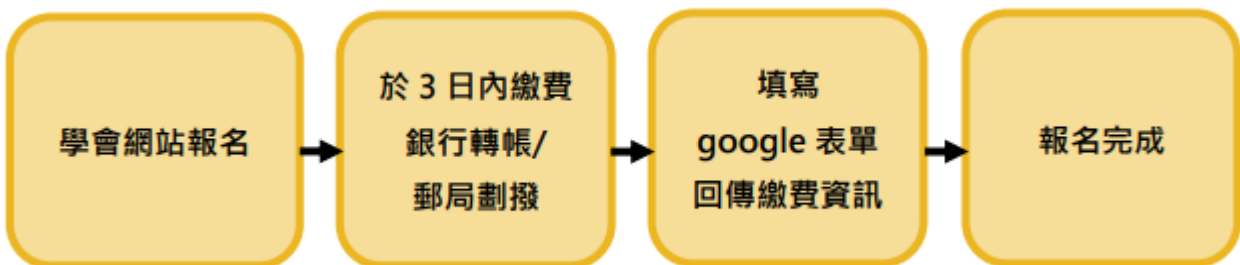 學會網站報名
於 3 日內繳費
銀行轉帳/
郵局劃撥
填寫
google 表單
回傳繳費資訊
報名完成